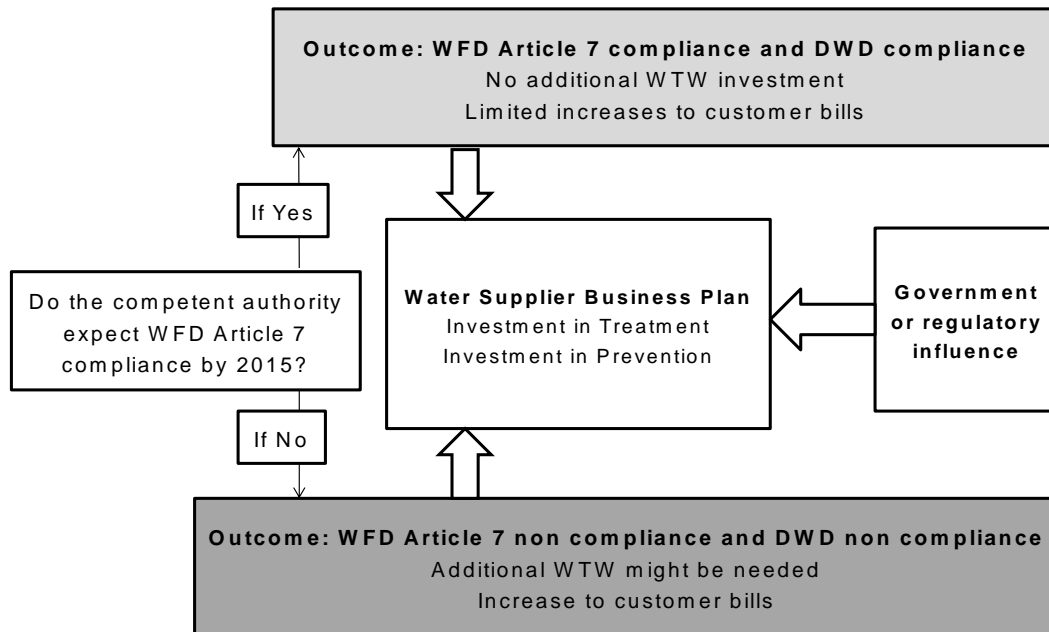 Outcome: WFD Article 7 compliance and DWD compliance
No additional WTW investment
Limited increases to customer bills
If Yes
Do the competent authority
expect WFD Article 7
compliance by 2015?
Water Supplier Business Plan
Investment in Treatment
Investment in Prevention
Government
or regulatory
influence
If No
Outcome: WFD Article 7 non compliance and DWD non compliance
Additional WTW might be needed
Increase to customer bills